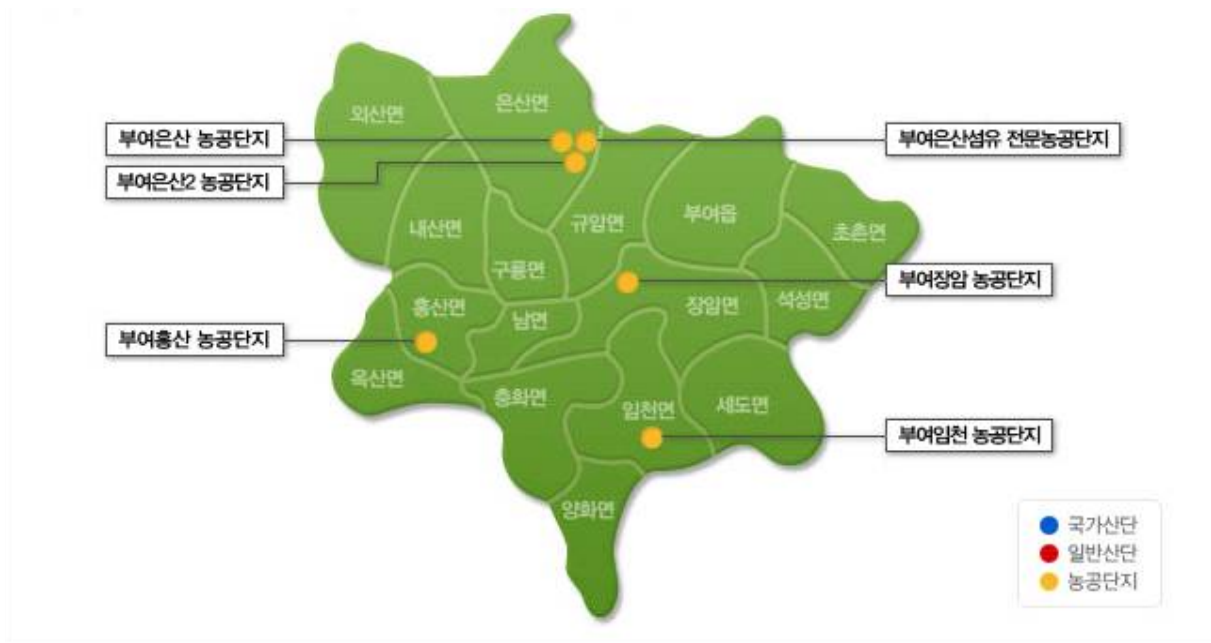 외산면
은산면
부여은산 농공단지
부여은산섬유 전문농공단지
부여은산2 농공단지
내산면
구룡면
규암면
부여읍
초촌면
부여장암 농공단지
홍산면
남면
장암면
석성면
부여홍산 농공단지
옥산면
충화면
임천면
세도면
부여임천 농공단지
양화면
국가산단
일반산단
농공단지